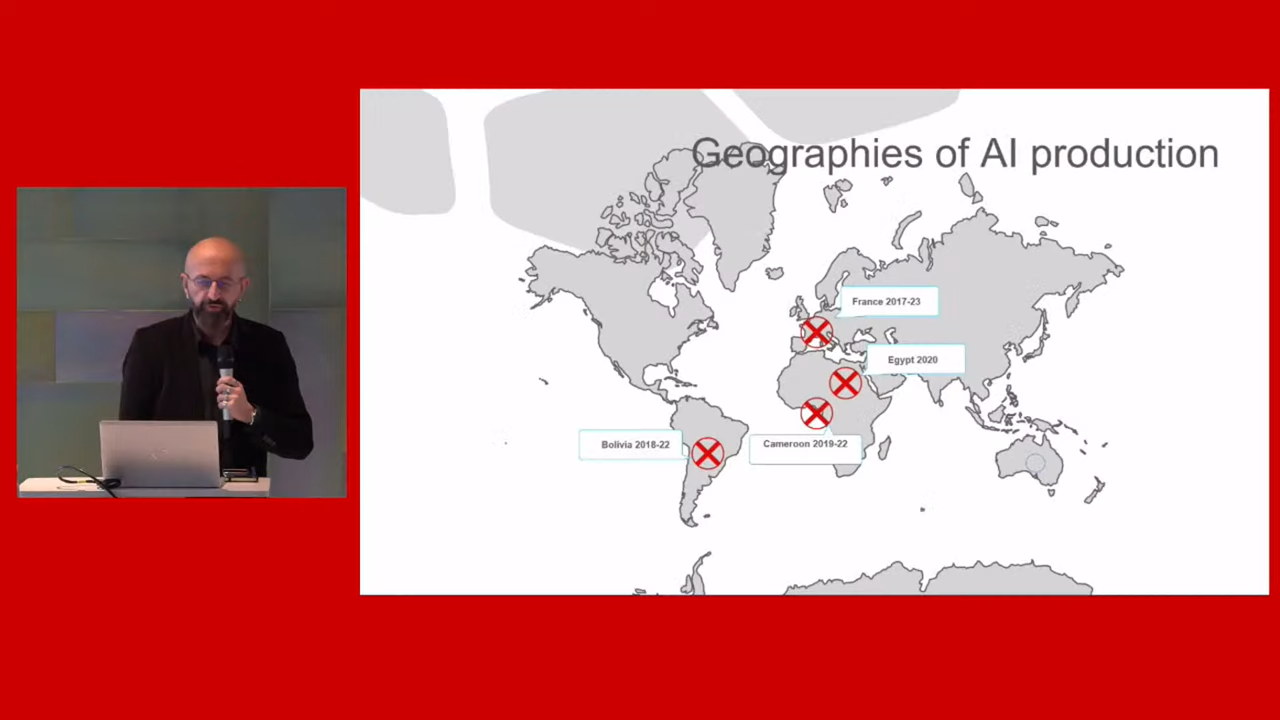 Geographies of AI production
France 2017-23
Egypt 2020
Bolivia 2018-22
Cameroon 2019-22